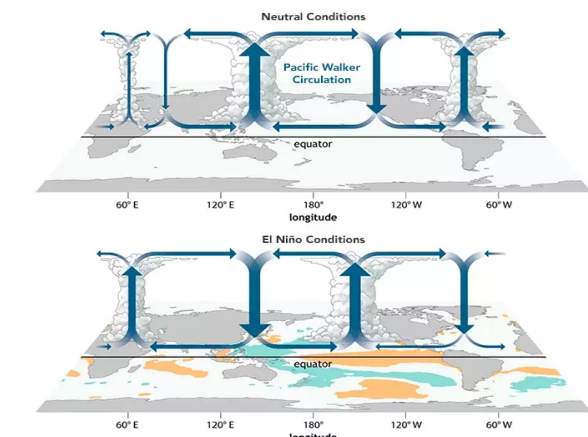 Neutral Conditions
Pacific Walker
Circulation
equator
60° E
120° E
180°
120° W
60° W
longitude
El Niño Conditions
equator
60° E
120° E
180°
120° W
60° W
longitude